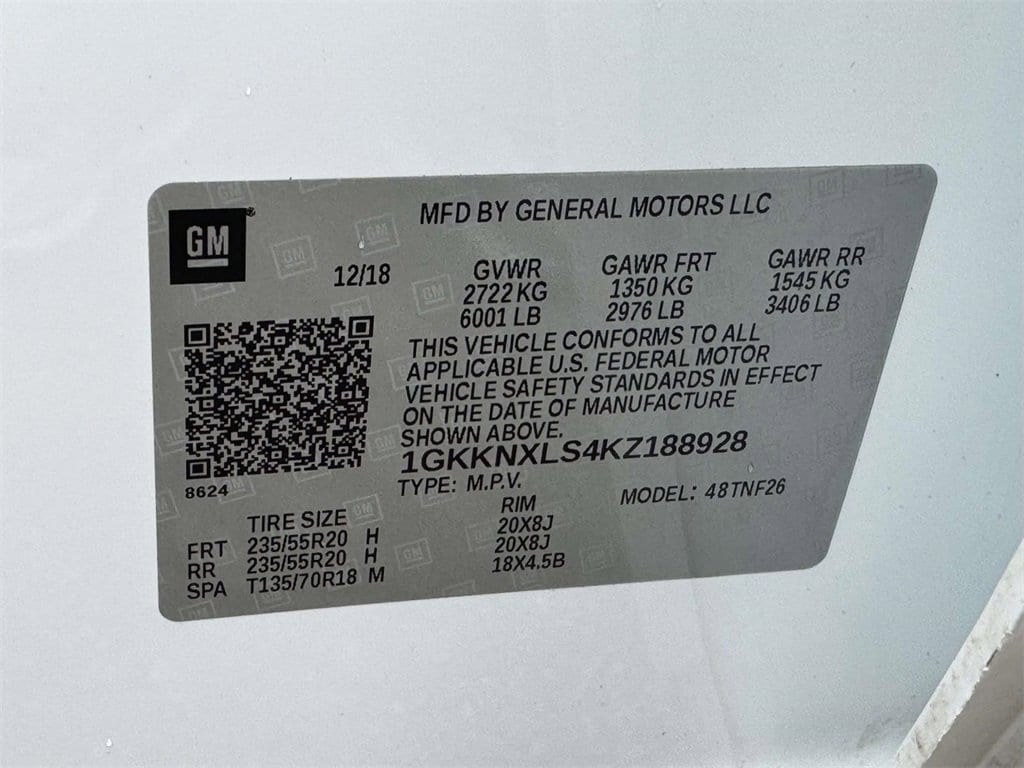 GM
MFD BY GENERAL MOTORS LLC
12/18 GVWR GAWR FRT GAWR RR
2722 KG 1350 KG 1545 KG
6001 LB 2976 LB 3406 LB
THIS VEHICLE CONFORMS TO ALL
APPLICABLE U.S. FEDERAL MOTOR
VEHICLE SAFETY STANDARDS IN EFFECT
ON THE DATE OF MANUFACTURE
SHOWN ABOVE.
1GKKNXLS4KZ188928
8624
TYPE: M.P.V. MODEL: 48TNF26
TIRE SIZE RIM
FRT 235/55R20 H 20X8J
RR 235/55R20 H 20X8J
SPA T135/70R18 M 18X4.5B